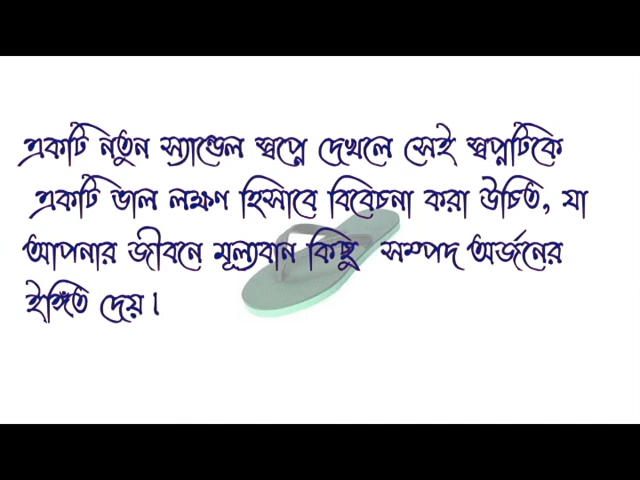 একটি নতুন স্যান্ডেল স্বপ্নে দেখলে সেই স্বপ্নটিকে
একটি ভাল লক্ষণ হিসাবে বিবেচনা করা উচিত, যা
আপনার জীবনে মূল্যবান কিছু সম্পদ অর্জনের
ইঙ্গিত দেয়।